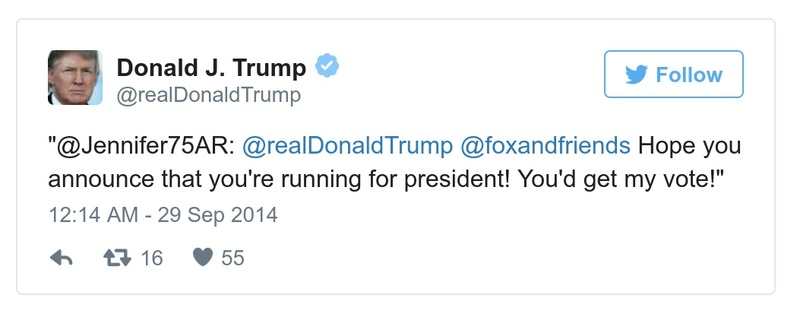 Donald J. Trump
@realDonaldTrump
Follow
"@Jennifer75AR: @realDonaldTrump @foxandfriends Hope you
announce that you're running for president! You'd get my vote!"
12:14 AM - 29 Sep 2014
16 55